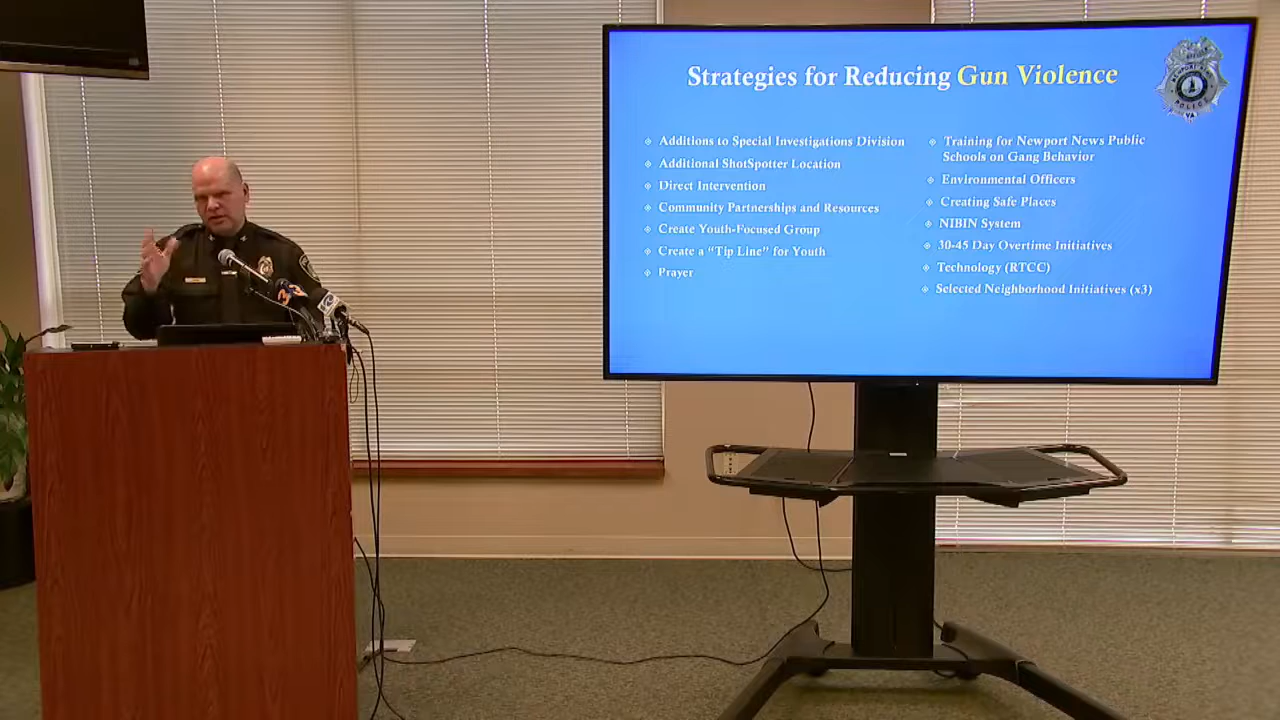 Strategies for Reducing Gun Violence
Additions to Special Investigations Division
Additional ShotSpotter Location
Direct Intervention
Community Partnerships and Resources
Create Youth-Focused Group
Create a “Tip Line” for Youth
Prayer
Training for Newport News Public
Schools on Gang Behavior
Environmental Officers
Creating Safe Places
NIBIN System
30-45 Day Overtime Initiatives
Technology (RTCC)
Selected Neighborhood Initiatives (x3)
POLICE
VA